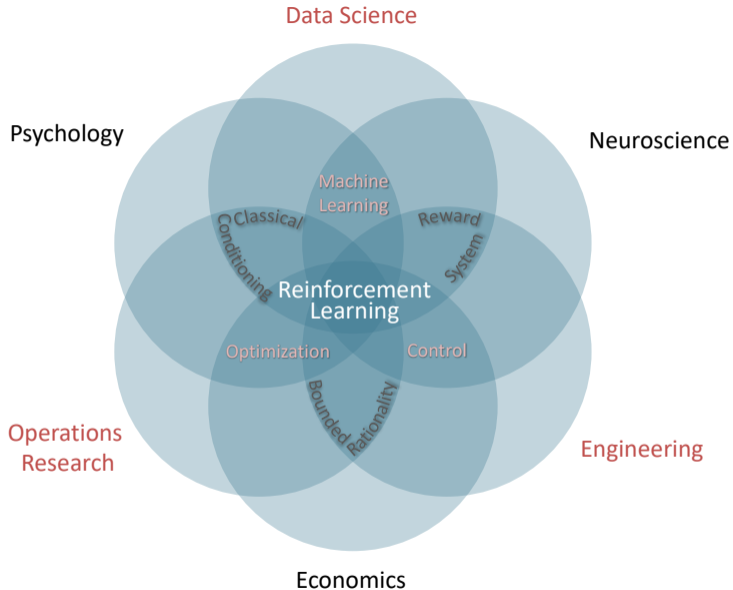 Data Science
Psychology
Neuroscience
Machine
Learning
Classical
Conditioning
Reward
System
Reinforcement
Learning
Optimization
Control
Bounded
Rationality
Operations
Research
Engineering
Economics